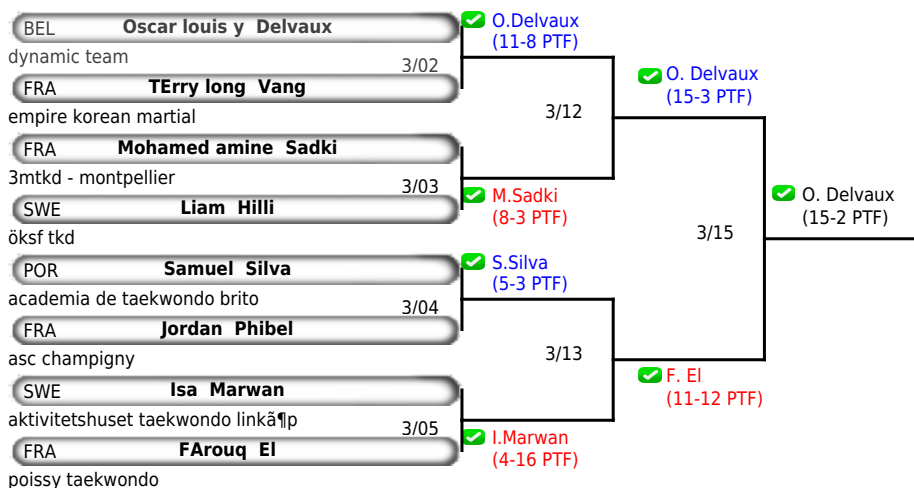 BEL Oscar louis y Delvaux
dynamic team
3/02
FRA TErry long Vang
empire korean martial
FRA Mohamed amine Sadki
3mtkd - montpellier
3/03
SWE Liam Hilli
öksf tkd
POR Samuel Silva
academia de taekwondo brito
3/04
FRA Jordan Phibel
asc champigny
SWE Isa Marwan
aktivitetshuset taekwondo linkã¶p
3/05
FRA FArouq El
poissy taekwondo
O.Delvaux
(11-8 PTF)
3/12
M.Sadki
(8-3 PTF)
S.Silva
(5-3 PTF)
3/13
I.Marwan
(4-16 PTF)
O. Delvaux
(15-3 PTF)
3/15
F. El
(11-12 PTF)
O. Delvaux
(15-2 PTF)